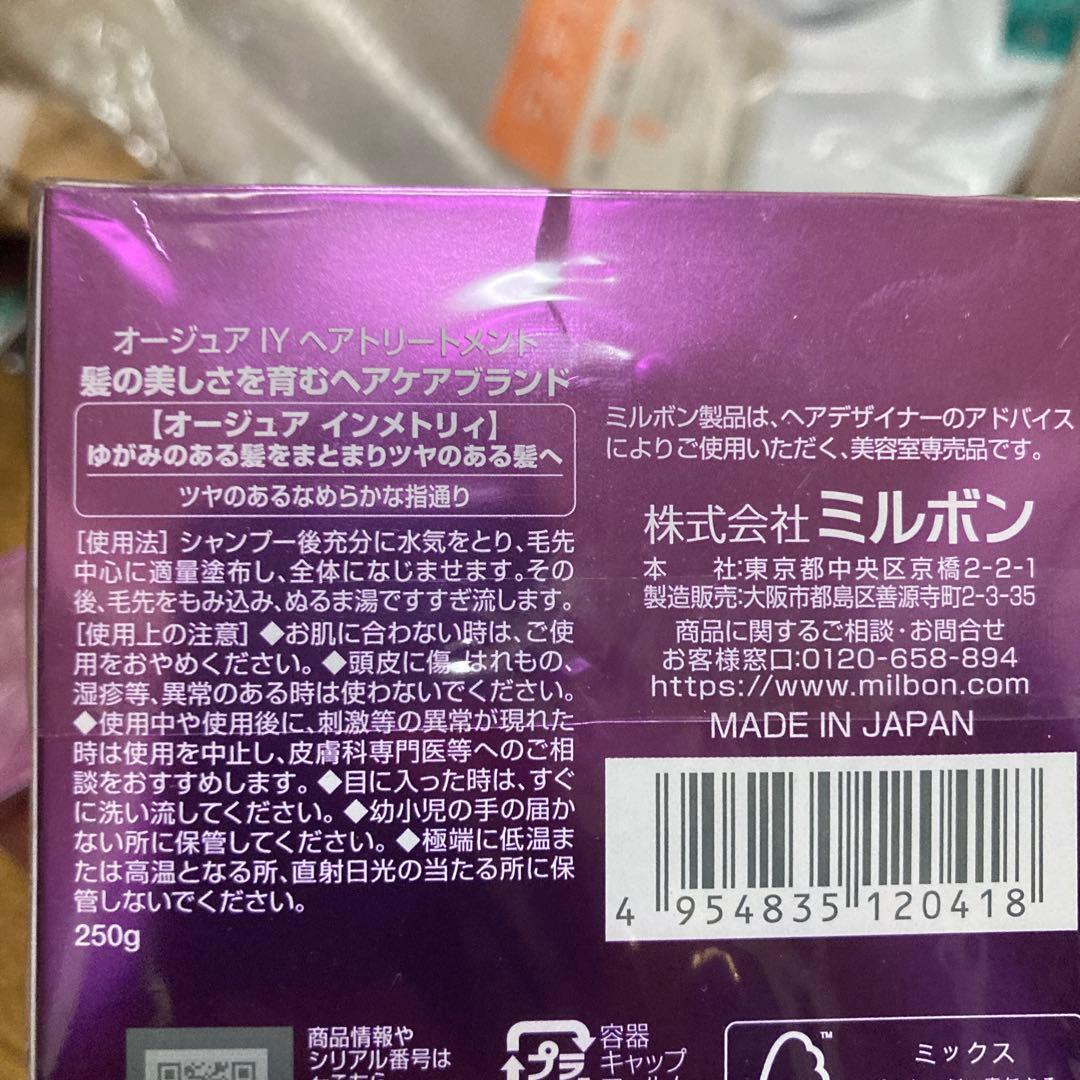 オージュア IY ヘアトリートメント
髪の美しさを育むヘアケアブランド
【オージュア インメトリィ】
ゆがみのある髪をまとまりツヤのある髪へ
ツヤのあるなめらかな指通り
[使用法] シャンプー後充分に水気をとり、毛先
中心に適量塗布し、全体になじませます。その
後、毛先をもみ込み、ぬるま湯ですすぎ流します。
[使用上の注意] ◆お肌に合わない時は、ご使
用をおやめください。◆頭皮に傷、はれもの、
湿疹等、異常のある時は使わないでください。
◆使用中や使用後に、刺激等の異常が現れた
時は使用を中止し、皮膚科専門医等へのご相
談をおすすめします。◆目に入った時は、すぐ
に洗い流してください。◆幼小児の手の届か
ない所に保管してください。◆極端に低温ま
たは高温となる所、直射日光の当たる所に保
管しないでください。
250g
ミルボン製品は、ヘアデザイナーのアドバイス
によりご使用いただく、美容室専売品です。
株式会社 ミルボン
本 社:東京都中央区京橋2-2-1
製造販売:大阪市都島区善源寺町2-3-35
商品に関するご相談・お問合せ
お客様窓口:0120-658-894
https://www.milbon.com
MADE IN JAPAN
4 954835 120418
商品情報や
シリアル番号は
プラ
容器
キャップ
™
ミックス